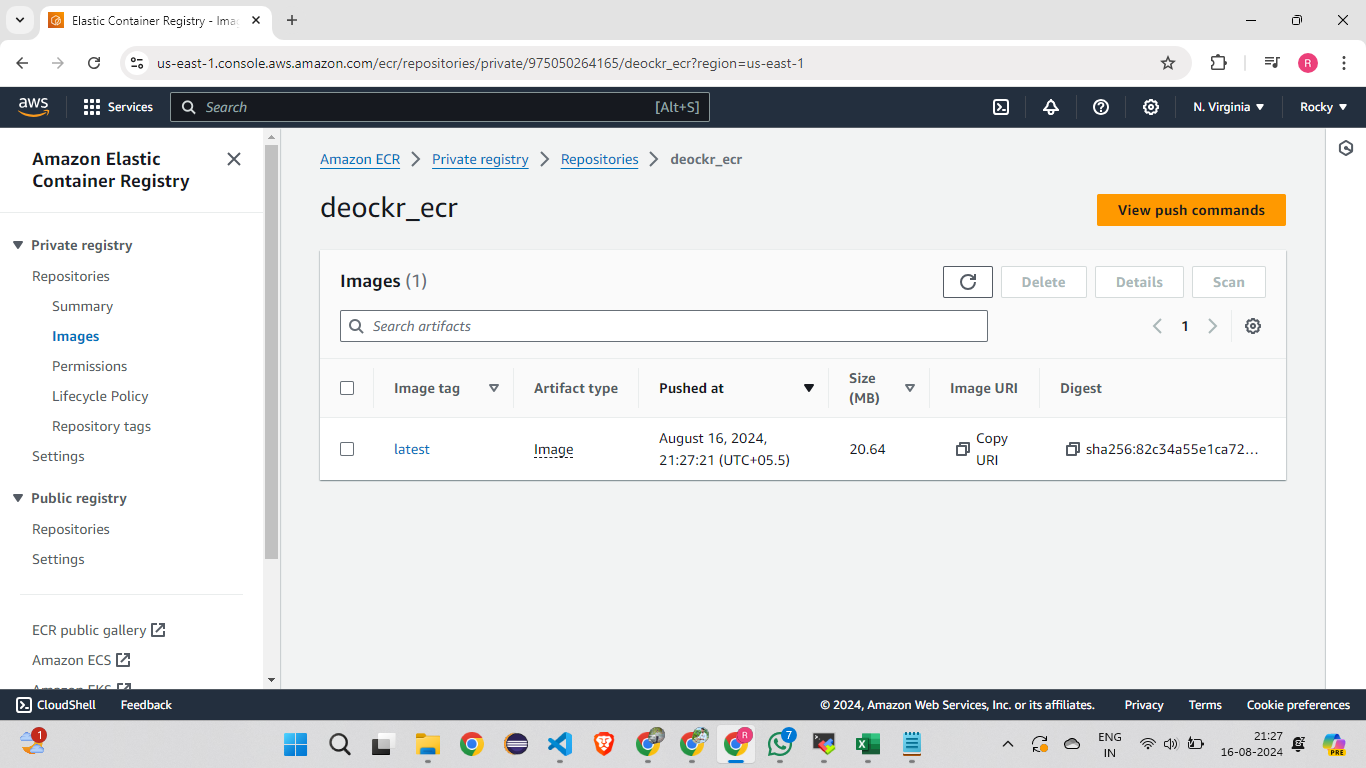 Elastic Container Registry - Ima
us-east-1.console.aws.amazon.com/ecr/repositories/private/975050264165/deockr_ecr?region=us-east-1
R
aws
Services
Search
[Alt+S]
N. Virginia
Rocky
Amazon Elastic
Container Registry
Private registry
Repositories
Summary
Images
Permissions
Lifecycle Policy
Repository tags
Settings
Public registry
Repositories
Settings
ECR public gallery
Amazon ECS
Amazon EKS
Amazon ECR
Private registry
Repositories
deockr_ecr
deockr_ecr
View push commands
Images (1)
Delete
Details
Scan
Search artifacts
1
Image tag
Artifact type
Pushed at
Size
(MB)
Image URI
Digest
latest
Image
August 16, 2024,
21:27:21 (UTC+05.5)
20.64
Copy
URI
sha256:82c34a55e1ca72...
CloudShell
Feedback
© 2024, Amazon Web Services, Inc. or its affiliates.
Privacy
Terms
Cookie preferences
1
R
7
ENG
IN
21:27
16-08-2024
PRE